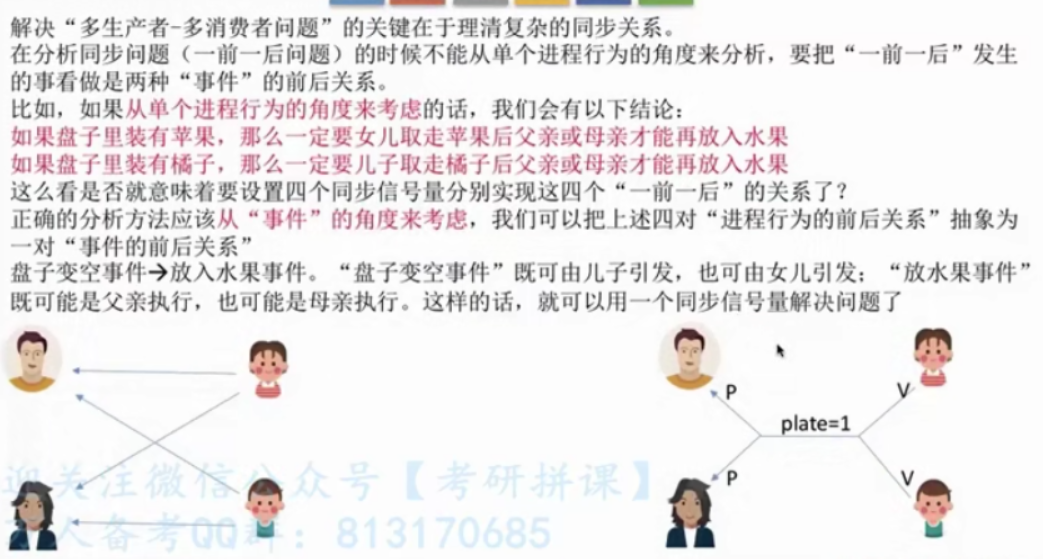 解决“多生产者-多消费者问题”的关键在于理清复杂的同步关系。
在分析同步问题（一前一后问题）的时候不能从单个进程行为的角度来分析，要把“一前一后”发生
的事看做是两种“事件”的前后关系。
比如，如果从单个进程行为的角度来考虑的话，我们会有以下结论：
如果盘子里装有苹果，那么一定要女儿取走苹果后父亲或母亲才能再放入水果
如果盘子里装有橘子，那么一定要儿子取走橘子后父亲或母亲才能再放入水果
这么看是否就意味着要设置四个同步信号量分别实现这四个“一前一后”的关系了？
正确的分析方法应该从“事件”的角度来考虑，我们可以把上述四对“进程行为的前后关系”抽象为
一对“事件的前后关系”
盘子变空事件→放入水果事件。“盘子变空事件”既可由儿子引发，也可由女儿引发；“放水果事件”
既可能是父亲执行，也可能是母亲执行。这样的话，就可以用一个同步信号量解决问题了
P
V
plate=1
P
V
关注微信公众号【考研拼课】
人备考QQ群：813170685